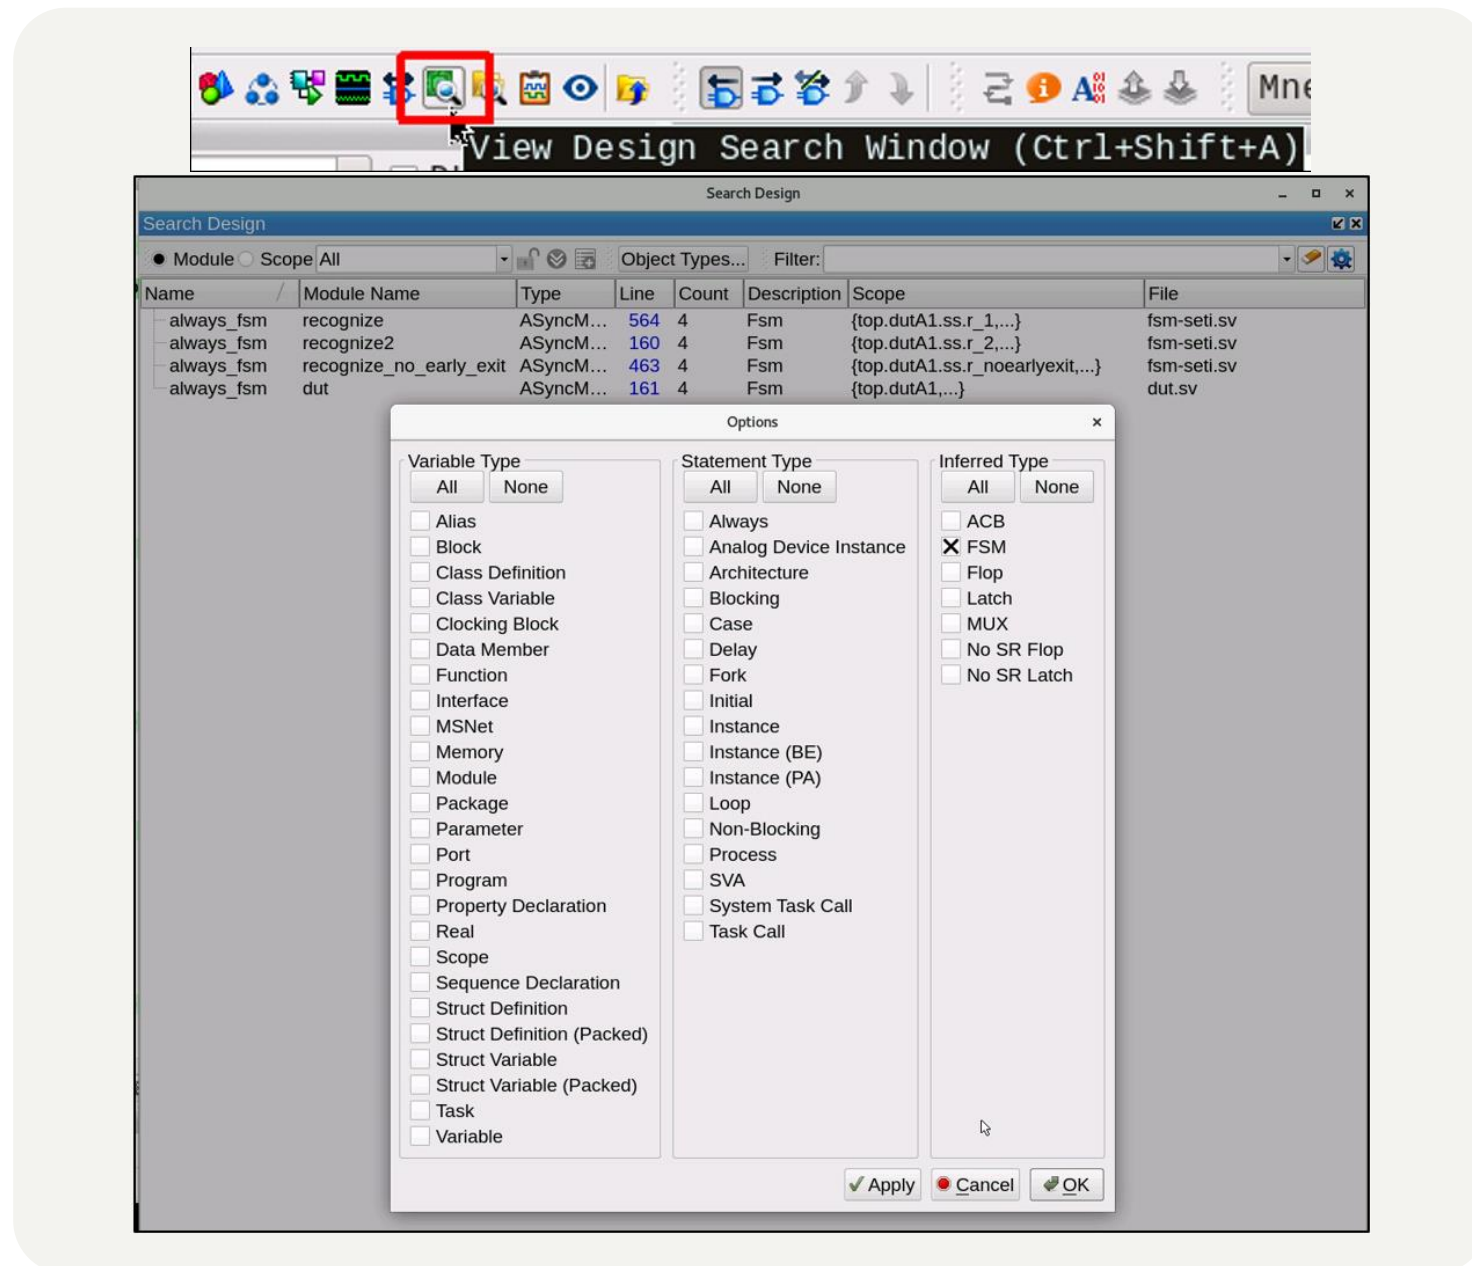 Mne
View Design Search Window (Ctrl+Shift+A)
Search Design
Search Design
Module Scope All Object Types... Filter:
Name Module Name Type Line Count Description Scope File
always_fsm recognize ASyncM... 564 4 Fsm {top.dutA1.ss.r_1,...} fsm-seti.sv
always_fsm recognize2 ASyncM... 160 4 Fsm {top.dutA1.ss.r_2,...} fsm-seti.sv
always_fsm recognize_no_early_exit ASyncM... 463 4 Fsm {top.dutA1.ss.r_noearlyexit,...} fsm-seti.sv
always_fsm dut ASyncM... 161 4 Fsm {top.dutA1,...} dut.sv
Options
Variable Type
All None
Alias
Block
Class Definition
Class Variable
Clocking Block
Data Member
Function
Interface
MSNet
Memory
Module
Package
Parameter
Port
Program
Property Declaration
Real
Scope
Sequence Declaration
Struct Definition
Struct Definition (Packed)
Struct Variable
Struct Variable (Packed)
Task
Variable
Statement Type
All None
Always
Analog Device Instance
Architecture
Blocking
Case
Delay
Fork
Initial
Instance
Instance (BE)
Instance (PA)
Loop
Non-Blocking
Process
SVA
System Task Call
Task Call
Inferred Type
All None
ACB
FSM
Flop
Latch
MUX
No SR Flop
No SR Latch
Apply Cancel OK